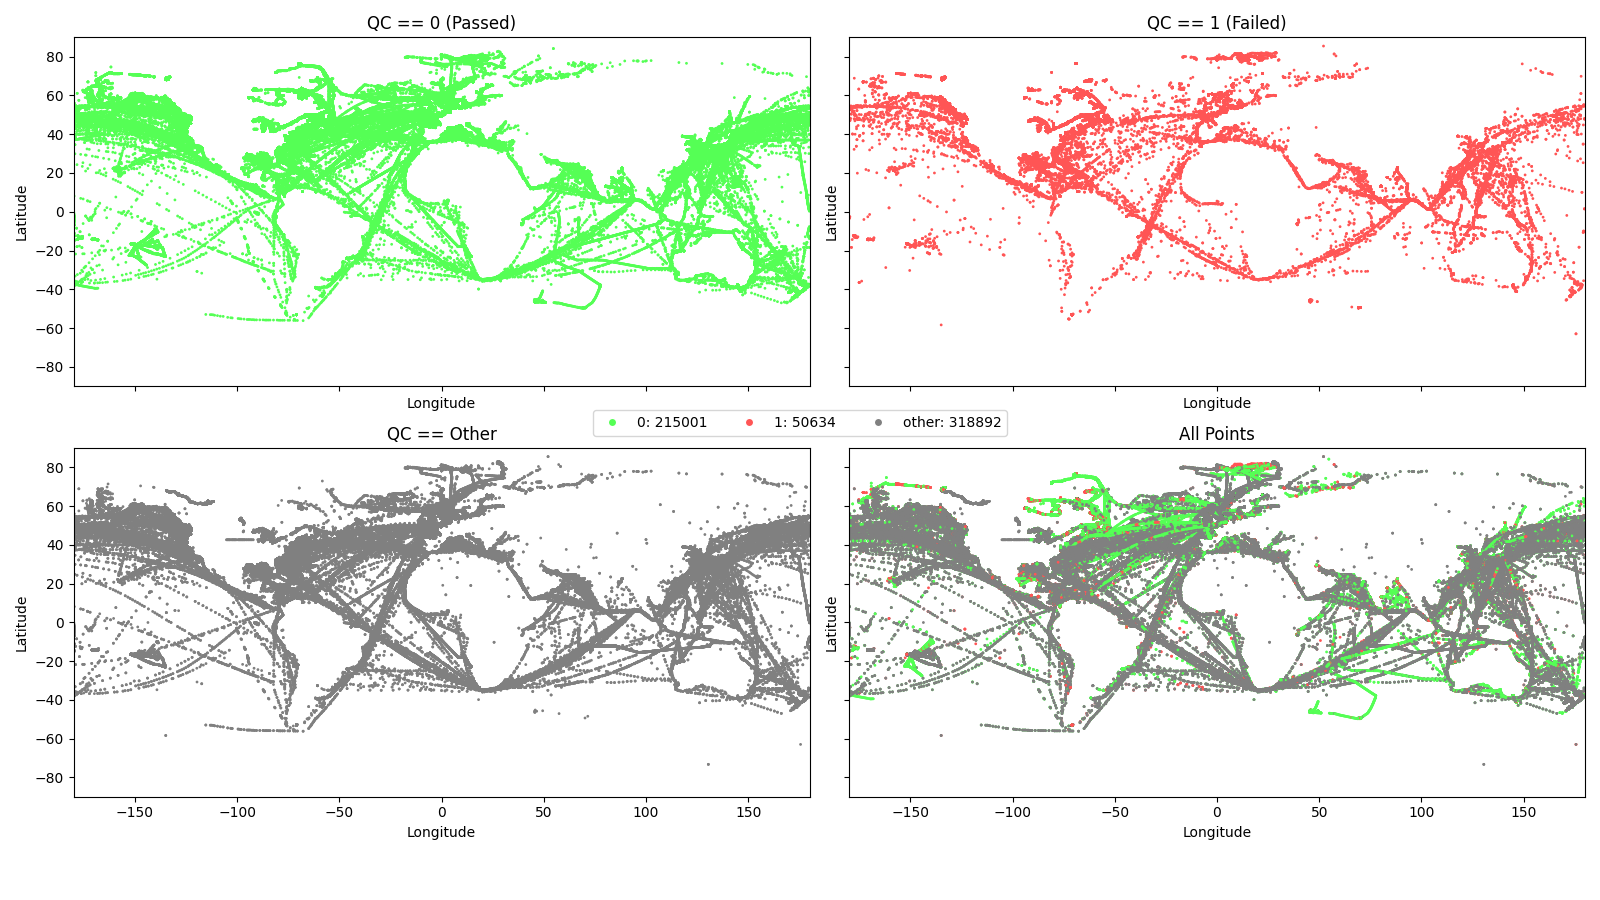 QC == 0 (Passed)
QC == 1 (Failed)
80
60
40
20
0
−20
−40
−60
−80
Latitude
Latitude
Longitude
Longitude
0: 215001
1: 50634
other: 318892
QC == Other
All Points
80
60
40
20
0
−20
−40
−60
−80
Latitude
Latitude
−150 −100 −50 0 50 100 150
−150 −100 −50 0 50 100 150
Longitude
Longitude